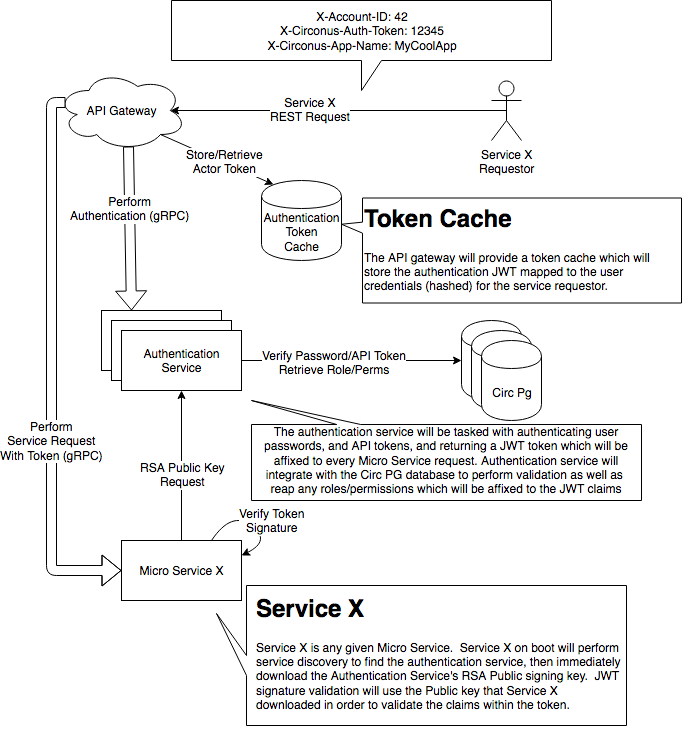 X-Account-ID: 42
X-Circonus-Auth-Token: 12345
X-Circonus-App-Name: MyCoolApp
API Gateway
Service X
REST Request
Service X
Requestor
Store/Retrieve
Actor Token
Perform
Authentication (gRPC)
Authentication
Token
Cache
Token Cache
The API gateway will provide a token cache which will
store the authentication JWT mapped to the user
credentials (hashed) for the service requestor.
Authentication
Service
Verify Password/API Token
Retrieve Role/Perms
Circ Pg
The authentication service will be tasked with authenticating user
passwords, and API tokens, and returning a JWT token which will be
affixed to every Micro Service request. Authentication service will
integrate with the Circ PG database to perform validation as well as
reap any roles/permissions which will be affixed to the JWT claims
Perform
Service Request
With Token (gRPC)
RSA Public Key
Request
Verify Token
Signature
Micro Service X
Service X
Service X is any given Micro Service.  Service X on boot will perform
service discovery to find the authentication service, then immediately
download the Authentication Service's RSA Public signing key.  JWT
signature validation will use the Public key that Service X
downloaded in order to validate the claims within the token.